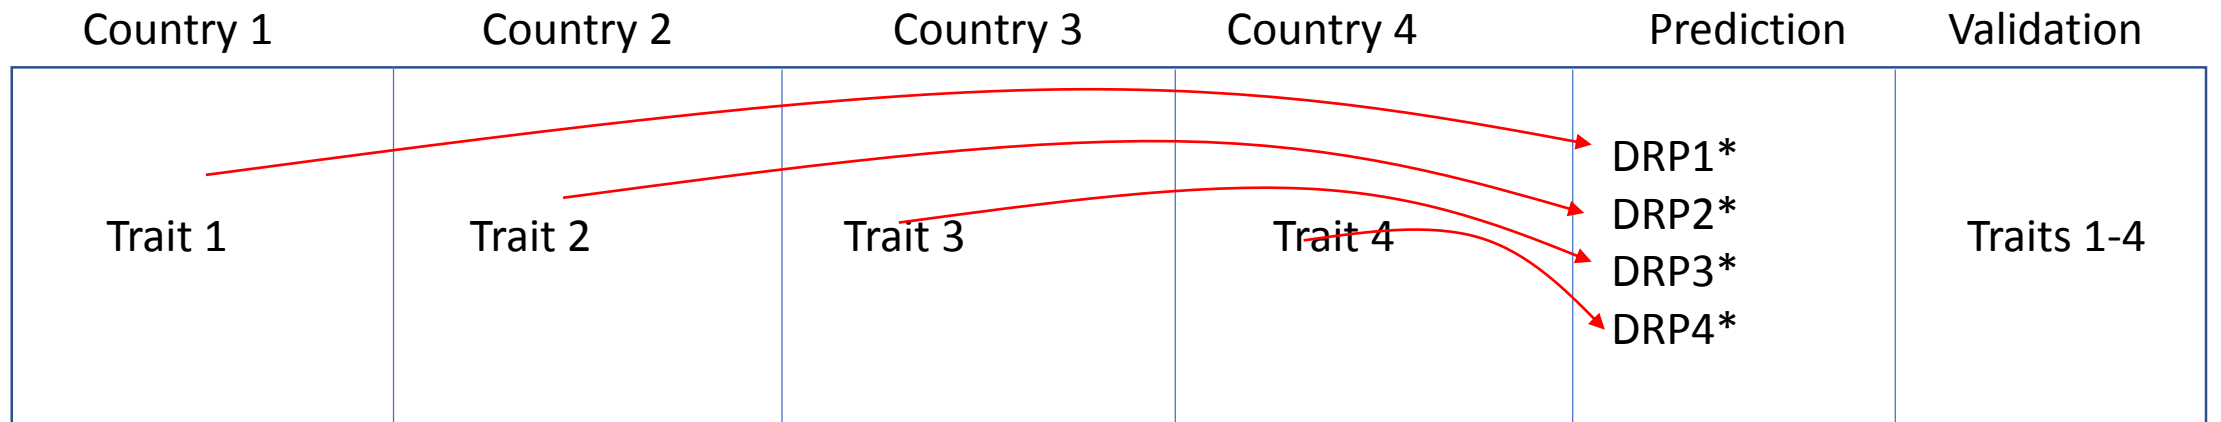 Country 1 Country 2 Country 3 Country 4 Prediction Validation
DRP1*
DRP2*
Trait 1 Trait 2 Trait 3 Trait 4 Traits 1-4
DRP3*
DRP4*